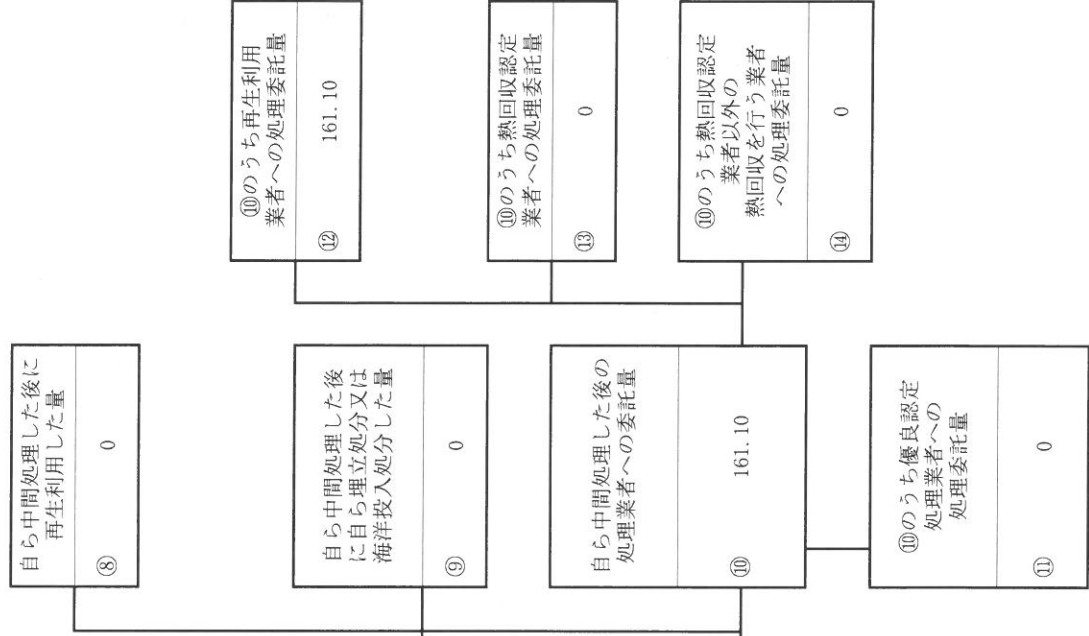 自ら中間処理した後に
再生利用した量
⑧
0
自ら中間処理した後
に自ら埋立処分又は
海洋投入処分した量
⑨
0
自ら中間処理した後の
処理業者への委託量
⑩
161.10
⑩のうち優良認定
処理業者への
処理委託量
⑪
0
⑩のうち再生利用
業者への処理委託量
⑫
161.10
⑩のうち熱回収認定
業者への処理委託量
⑬
0
⑩のうち熱回収認定
業者以外の
熱回収を行う業者
への処理委託量
⑭
0